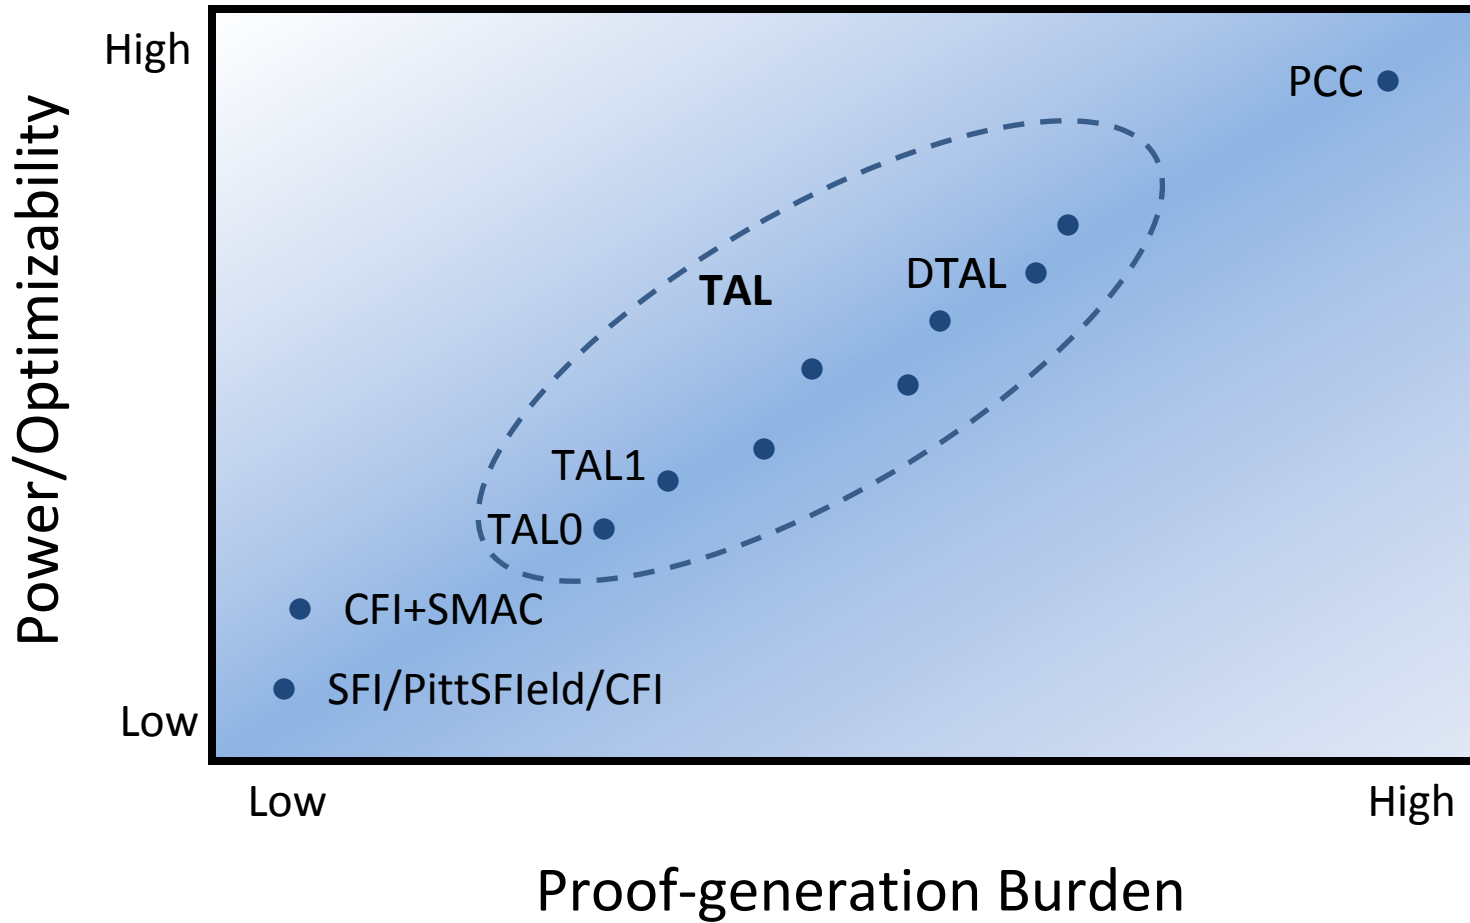 High
PCC
Power/Optimizability
TAL
DTAL
TAL1
TAL0
CFI+SMAC
SFI/PittSFIeld/CFI
Low
Low
High
Proof-generation Burden